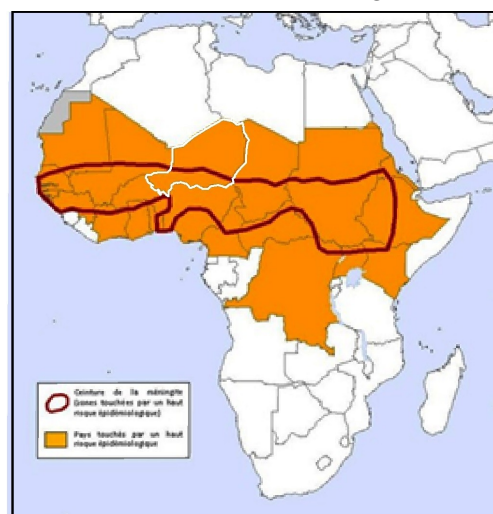 Ceinture de la méningite
(zones touchées par un haut
risque épidémiologique)
Pays touchés par un haut
risque épidémiologique